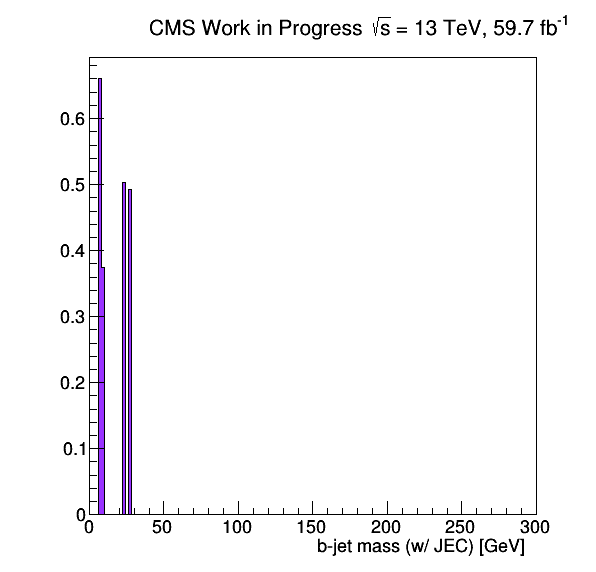 CMS Work in Progress √s = 13 TeV, 59.7 fb⁻¹
0.6
0.5
0.4
0.3
0.2
0.1
0
0 50 100 150 200 250 300
b-jet mass (w/ JEC) [GeV]